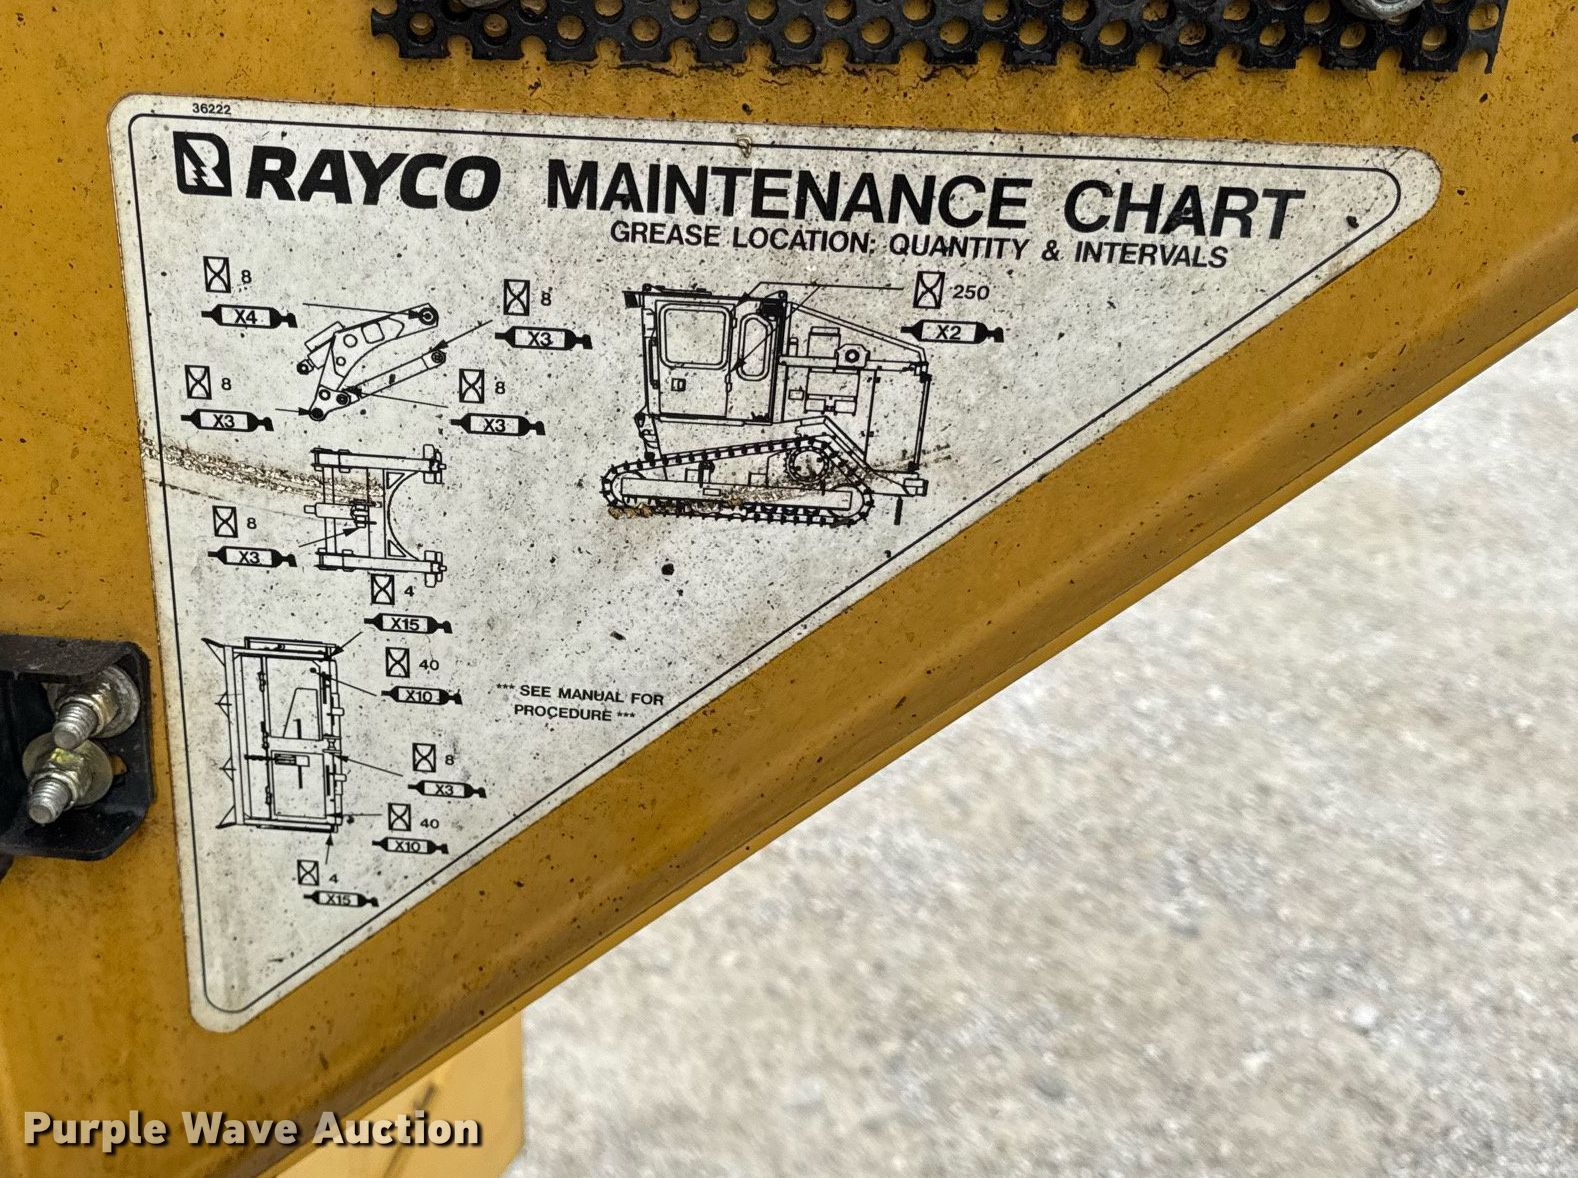 36222
RAYCO MAINTENANCE CHART
GREASE LOCATION; QUANTITY & INTERVALS
8
X4
8
X3
250
X2
8
X3
8
X3
8
X3
4
X15
40
X10
*** SEE MANUAL FOR
PROCEDURE ***
8
X3
40
X10
4
X15
Purple Wave Auction